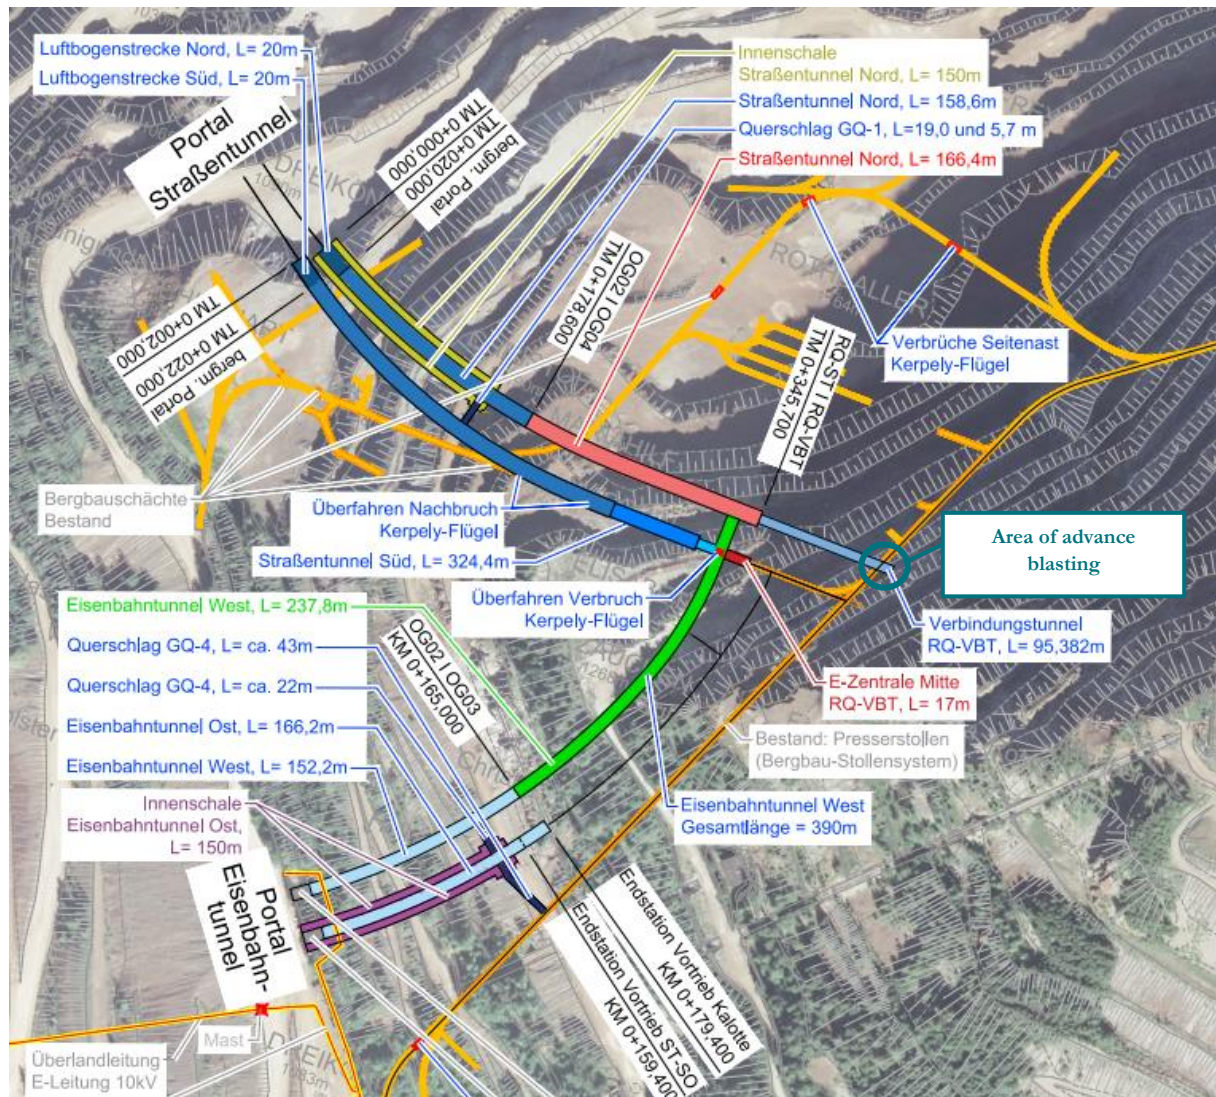 Luftbogenstrecke Nord, L= 20m
Luftbogenstrecke Süd, L= 20m
Portal
Straßentunnel
TM 0+000,000
TM 0+020,000
bergm. Portal
Innenschale
Straßentunnel Nord, L= 150m
Straßentunnel Nord, L= 158,6m
Querschlag GQ-1, L=19,0 und 5,7 m
Straßentunnel Nord, L= 166,4m
OG02 I OG04
TM 0+178,600
RQ-ST I RQ-VBT
TM 0+345,700
TM 0+002,000
TM 0+022,000
bergm. Portal
Verbrüche Seitenast
Kerpely-Flügel
Bergbauschächte
Bestand
Überfahren Nachbruch
Kerpely-Flügel
Straßentunnel Süd, L= 324,4m
Area of advance
blasting
Überfahren Verbruch
Kerpely-Flügel
Verbindungstunnel
RQ-VBT, L= 95,382m
Eisenbahntunnel West, L= 237,8m
Querschlag GQ-4, L= ca. 43m
Querschlag GQ-4, L= ca. 22m
Eisenbahntunnel Ost, L= 166,2m
Eisenbahntunnel West, L= 152,2m
OG02 I OG03
KM 0+165,000
E-Zentrale Mitte
RQ-VBT, L= 17m
Bestand: Presserstollen
(Bergbau-Stollensystem)
Eisenbahntunnel West
Gesamtlänge = 390m
Innenschale
Eisenbahntunnel Ost,
L= 150m
Portal
Eisenbahn-
tunnel
Endstation Vortrieb Kalotte
KM 0+179,400
Endstation Vortrieb ST-SO
KM 0+159,400
Mast
Überlandleitung
E-Leitung 10kV